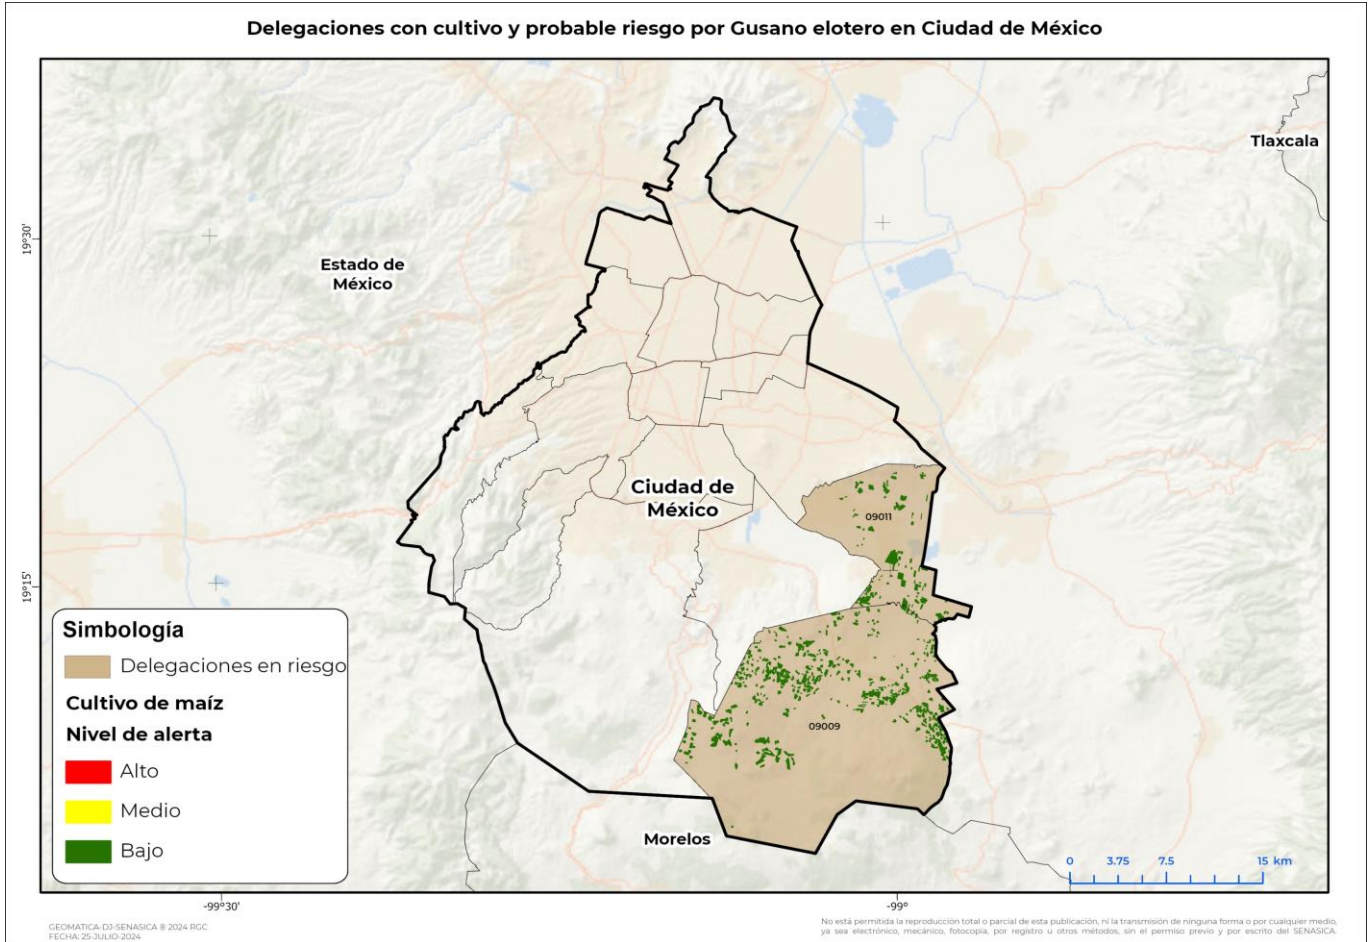 Delegaciones con cultivo y probable riesgo por Gusano elotero en Ciudad de México
Tlaxcala
19°30'
Estado de
México
Ciudad de
México
09011
19°15'
Simbología
Delegaciones en riesgo
Cultivo de maíz
Nivel de alerta
Alto
Medio
Bajo
09009
Morelos
0 3.75 7.5 15 km
-99°30'
-99°
GEOMATICA-DJ-SENASICA ® 2024 RGC
FECHA: 25-JULIO-2024
No está permitida la reproducción total o parcial de esta publicación, ni la transmisión de ninguna forma o por cualquier medio,
ya sea electrónico, mecánico, fotocopia, por registro u otros métodos, sin el permiso previo y por escrito del SENASICA.